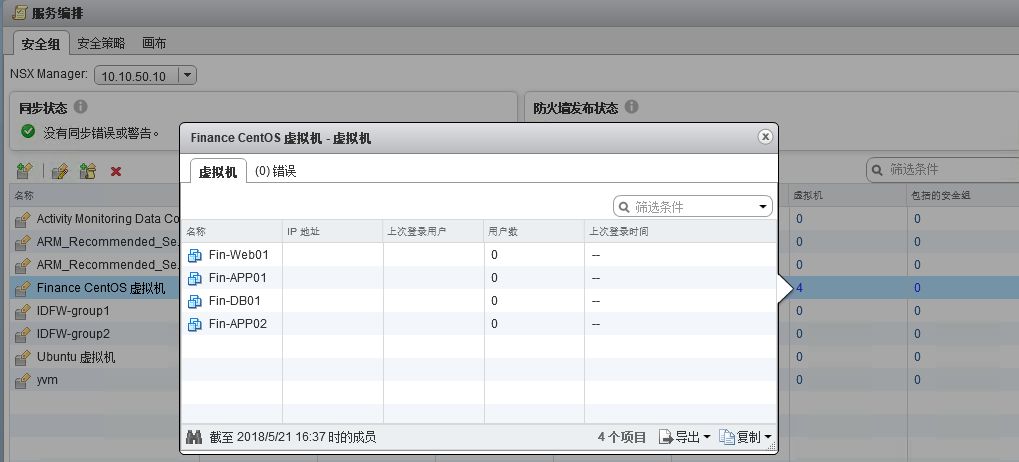 服务编排
安全组 安全策略 画布
NSX Manager: 10.10.50.10
同步状态 防火墙发布状态
没有同步错误或警告。
Finance CentOS 虚拟机 - 虚拟机
虚拟机 (0) 错误
筛选条件
筛选条件
名称 虚拟机 包括的安全组
名称 IP 地址 上次登录用户 用户数 上次登录时间
Activity Monitoring Data Co 0 0
ARM_Recommended_Se... 0 0
ARM_Recommended_Se... 0 0
Finance CentOS 虚拟机 4 0
IDFW-group1 0 0
IDFW-group2 0 0
Ubuntu 虚拟机 0 0
yvm 0 0
Fin-Web01 0 --
Fin-APP01 0 --
Fin-DB01 0 --
Fin-APP02 0 --
截至 2018/5/21 16:37 时的成员 4 个项目 导出 复制